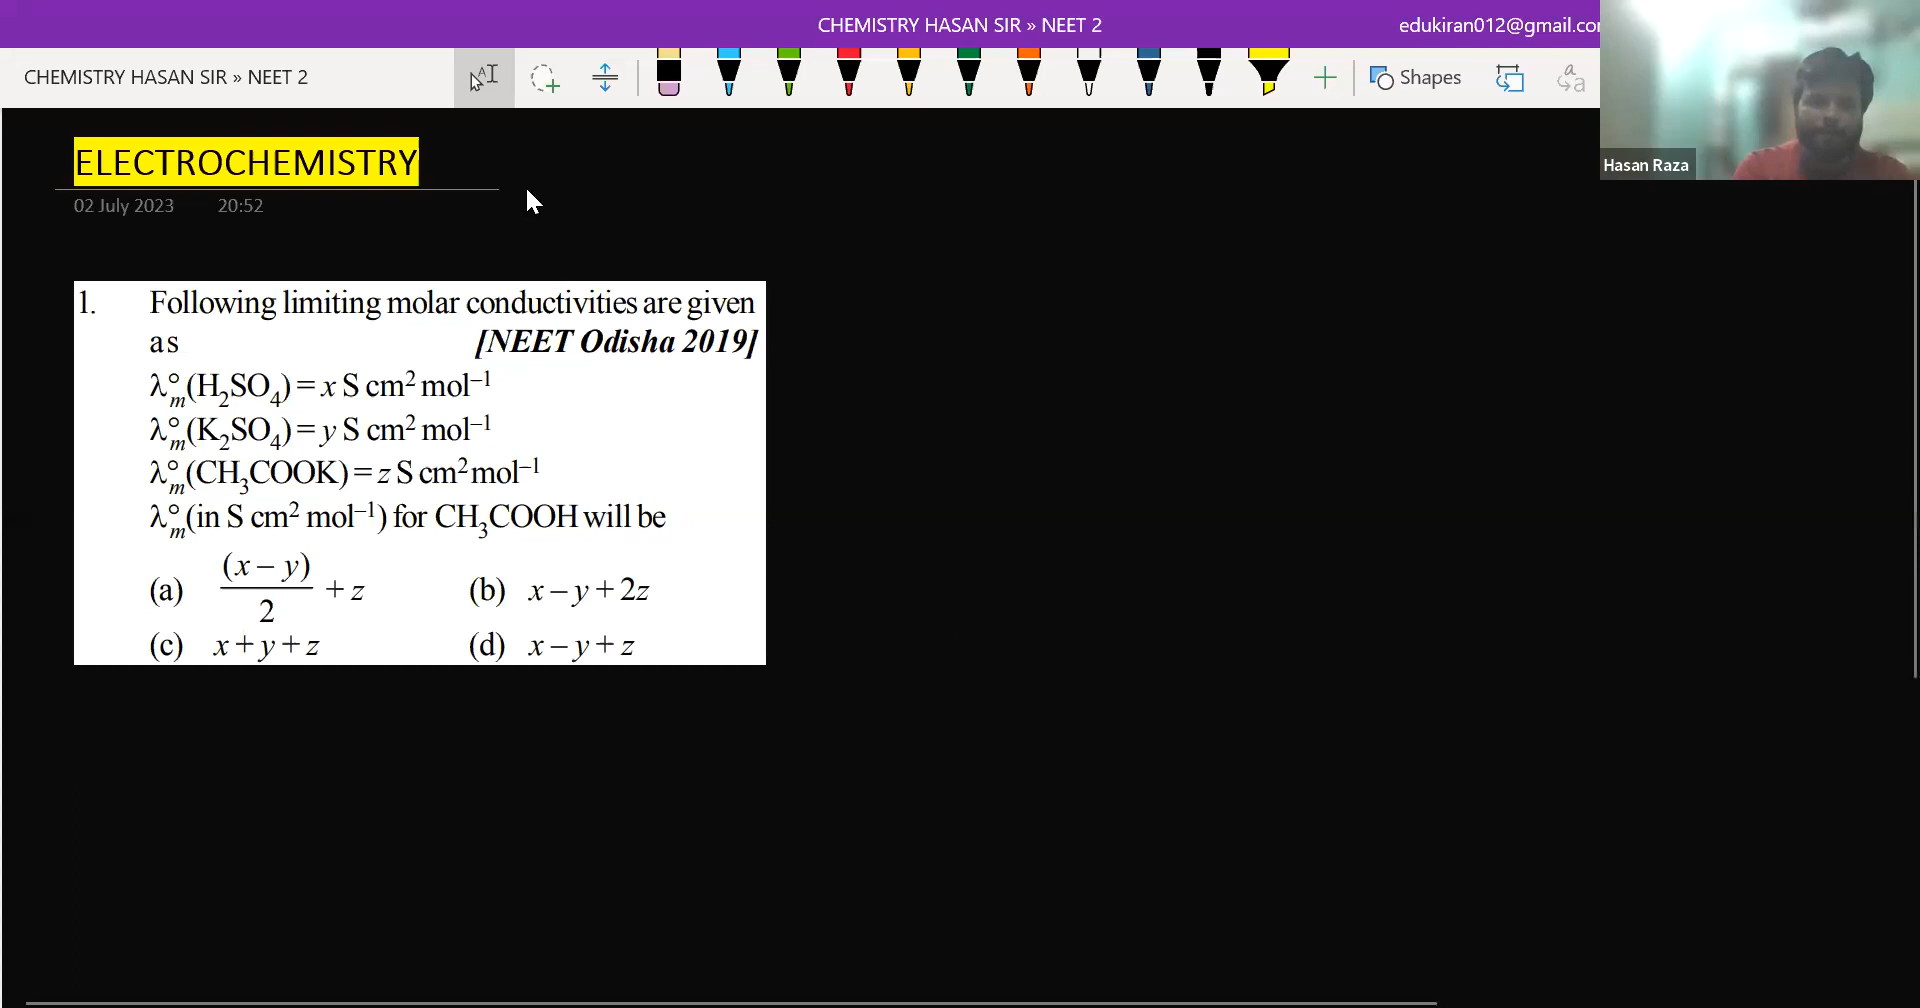 CHEMISTRY HASAN SIR » NEET 2
edukiran012@gmail.co
CHEMISTRY HASAN SIR » NEET 2
Shapes
Hasan Raza
ELECTROCHEMISTRY
02 July 2023 20:52
1. Following limiting molar conductivities are given
as [NEET Odisha 2019]
λ°m(H₂SO₄) = x S cm² mol⁻¹
λ°m(K₂SO₄) = y S cm² mol⁻¹
λ°m(CH₃COOK) = z S cm² mol⁻¹
λ°m(in S cm² mol⁻¹) for CH₃COOH will be
(a) (x – y)/2 + z (b) x – y + 2z
(c) x + y + z (d) x – y + z